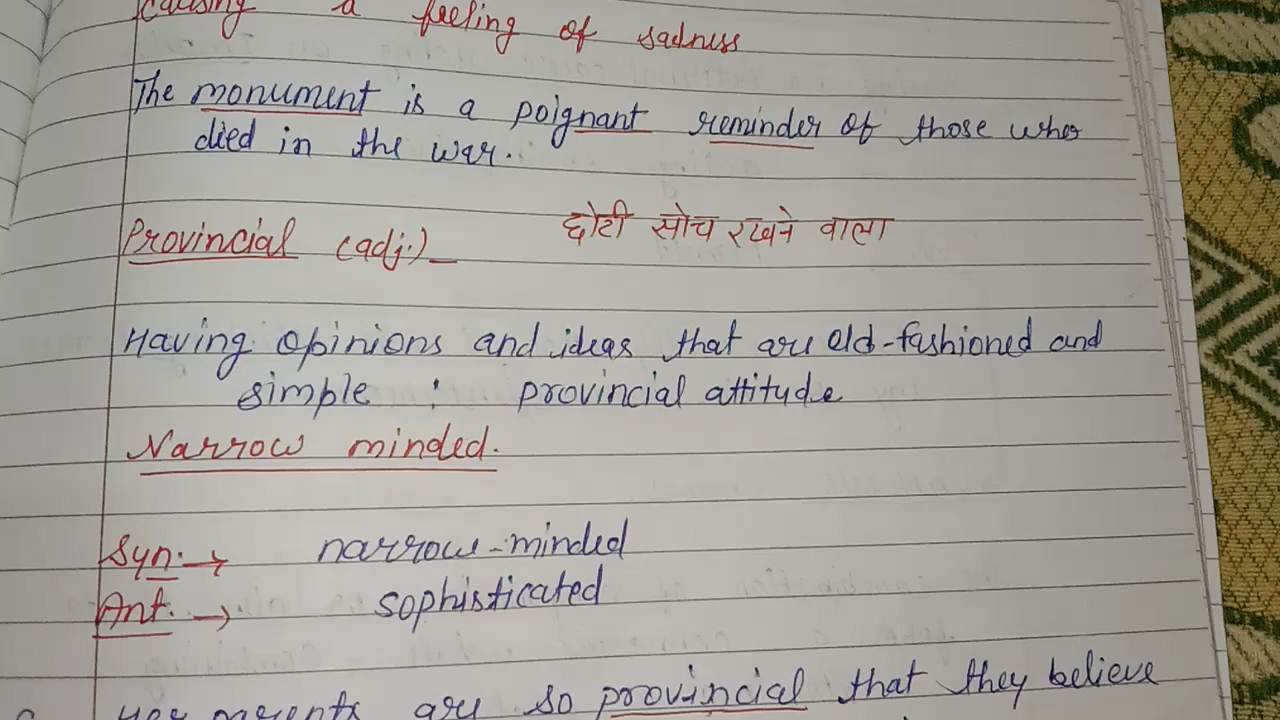 causing a feeling of sadness
The monument is a poignant reminder of those who
died in the war.
Provincial (adj.)_ छोटी सोच रखने वाला
Having opinions and ideas that are old-fashioned and
simple : provincial attitude
Narrow minded.
Syn. → narrow-minded
Ant. → sophisticated
parents are so provincial that they believe